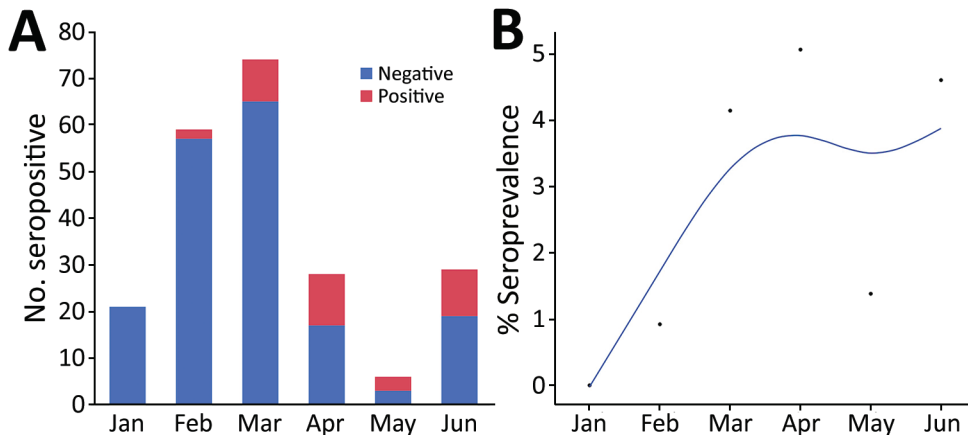 A
No. seropositive
80
70
60
50
40
30
20
10
0
Negative
Positive
Jan Feb Mar Apr May Jun
B
% Seroprevalence
5
4
3
2
1
0
Jan Feb Mar Apr May Jun